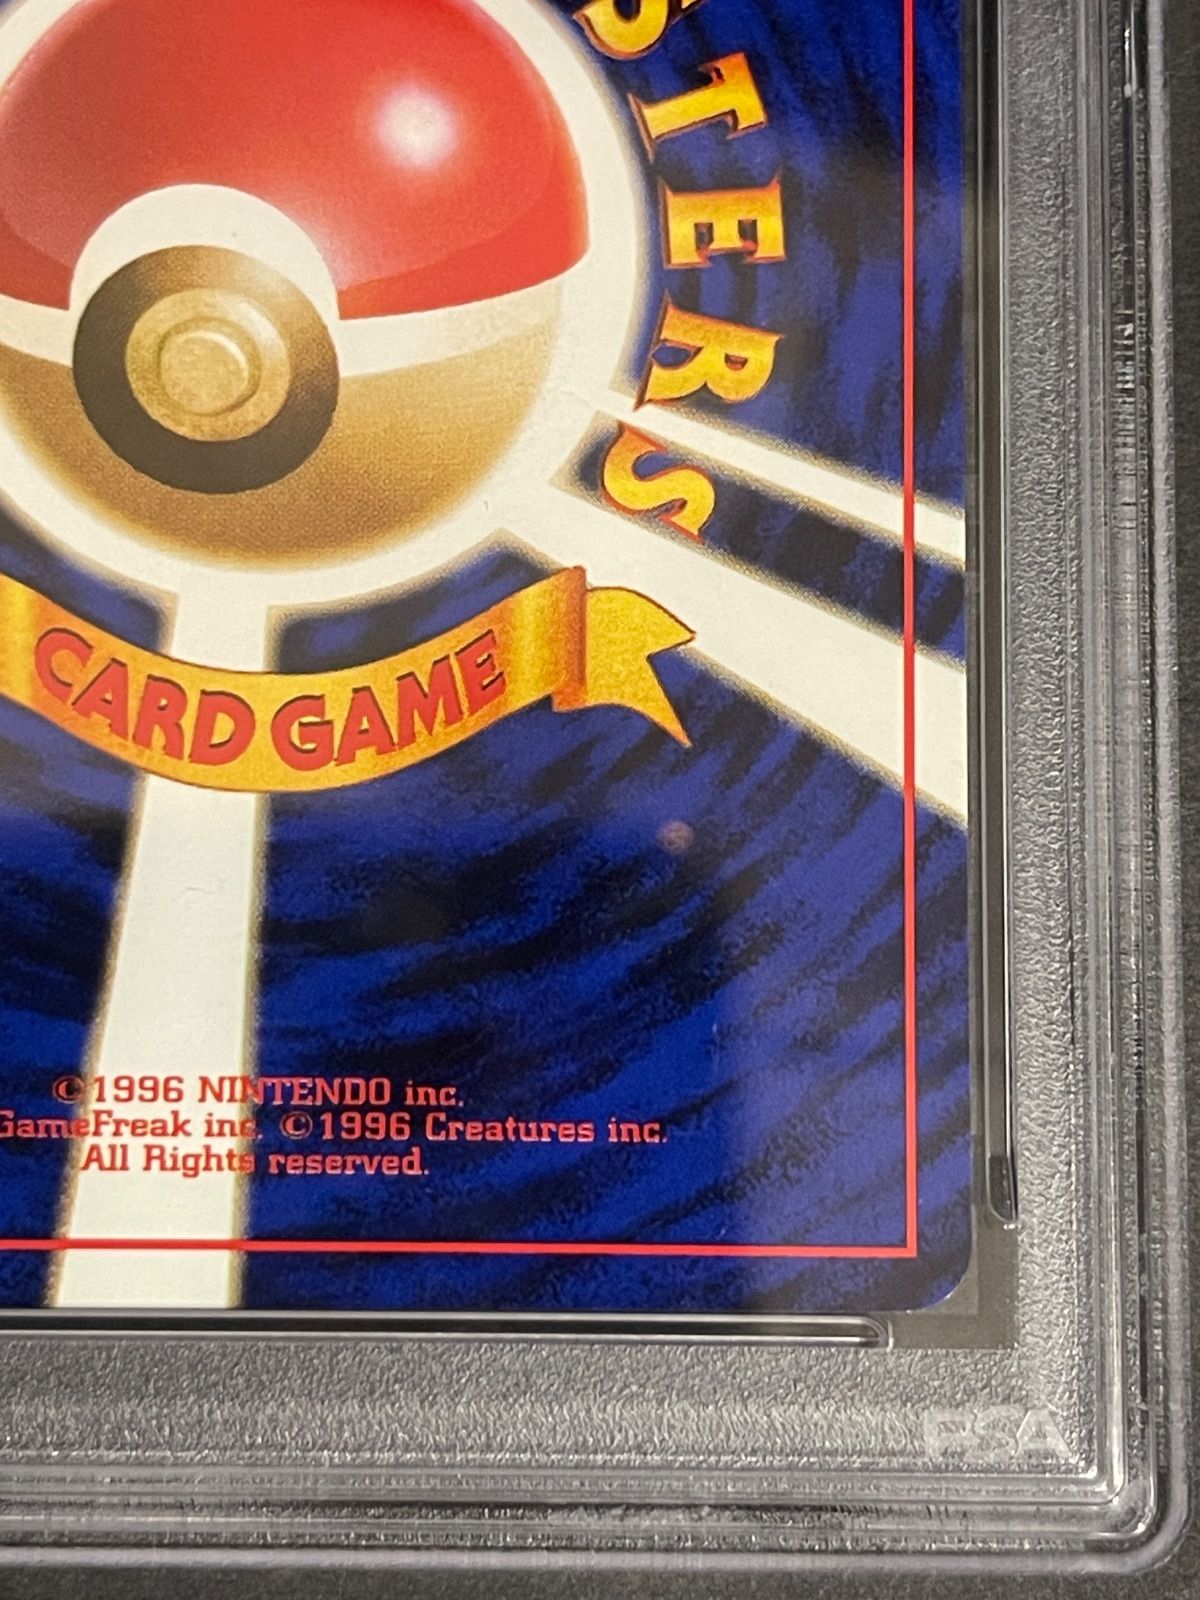 STERS
CARD GAME
©1996 NINTENDO inc.
GameFreak inc. ©1996 Creatures inc.
All Rights reserved.
PSA